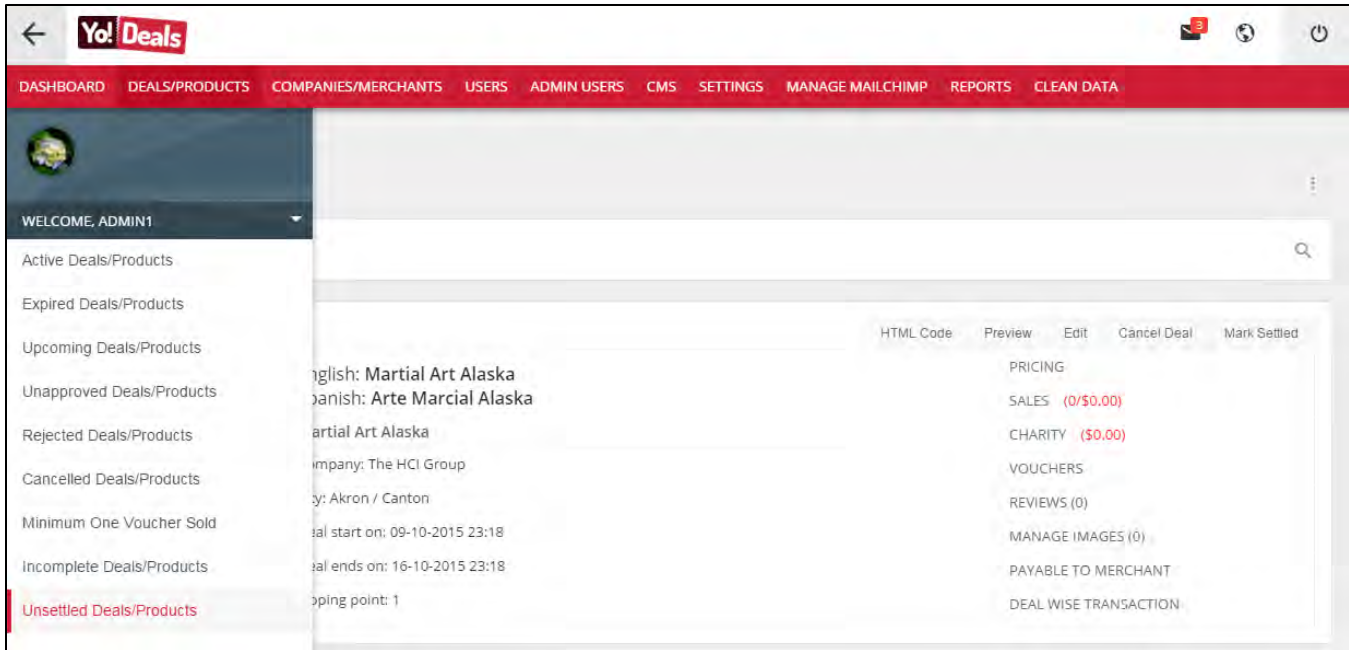 Yo! Deals
3
DASHBOARD DEALS/PRODUCTS COMPANIES/MERCHANTS USERS ADMIN USERS CMS SETTINGS MANAGE MAILCHIMP REPORTS CLEAN DATA
WELCOME, ADMIN1
Active Deals/Products
Expired Deals/Products
Upcoming Deals/Products
Unapproved Deals/Products
Rejected Deals/Products
Cancelled Deals/Products
Minimum One Voucher Sold
Incomplete Deals/Products
Unsettled Deals/Products
HTML Code Preview Edit Cancel Deal Mark Settled
nglish: Martial Art Alaska
panish: Arte Marcial Alaska
artial Art Alaska
ompany: The HCI Group
ty: Akron / Canton
eal start on: 09-10-2015 23:18
eal ends on: 16-10-2015 23:18
pping point: 1
PRICING
SALES (0/$0.00)
CHARITY ($0.00)
VOUCHERS
REVIEWS (0)
MANAGE IMAGES (0)
PAYABLE TO MERCHANT
DEAL WISE TRANSACTION